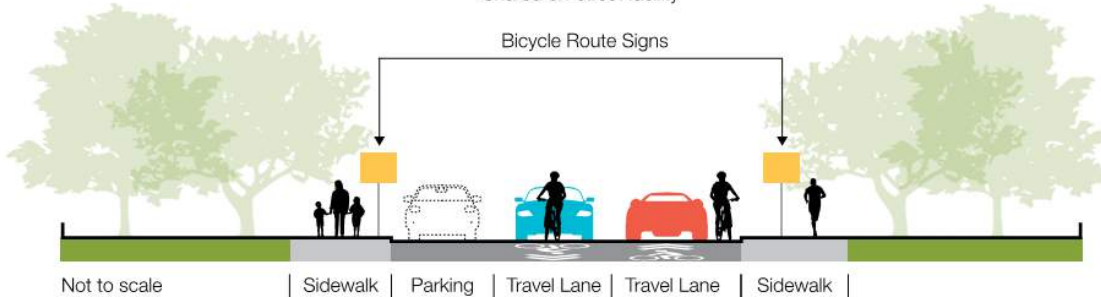 Bicycle Route Signs
Not to scale
Sidewalk
Parking
Travel Lane
Travel Lane
Sidewalk